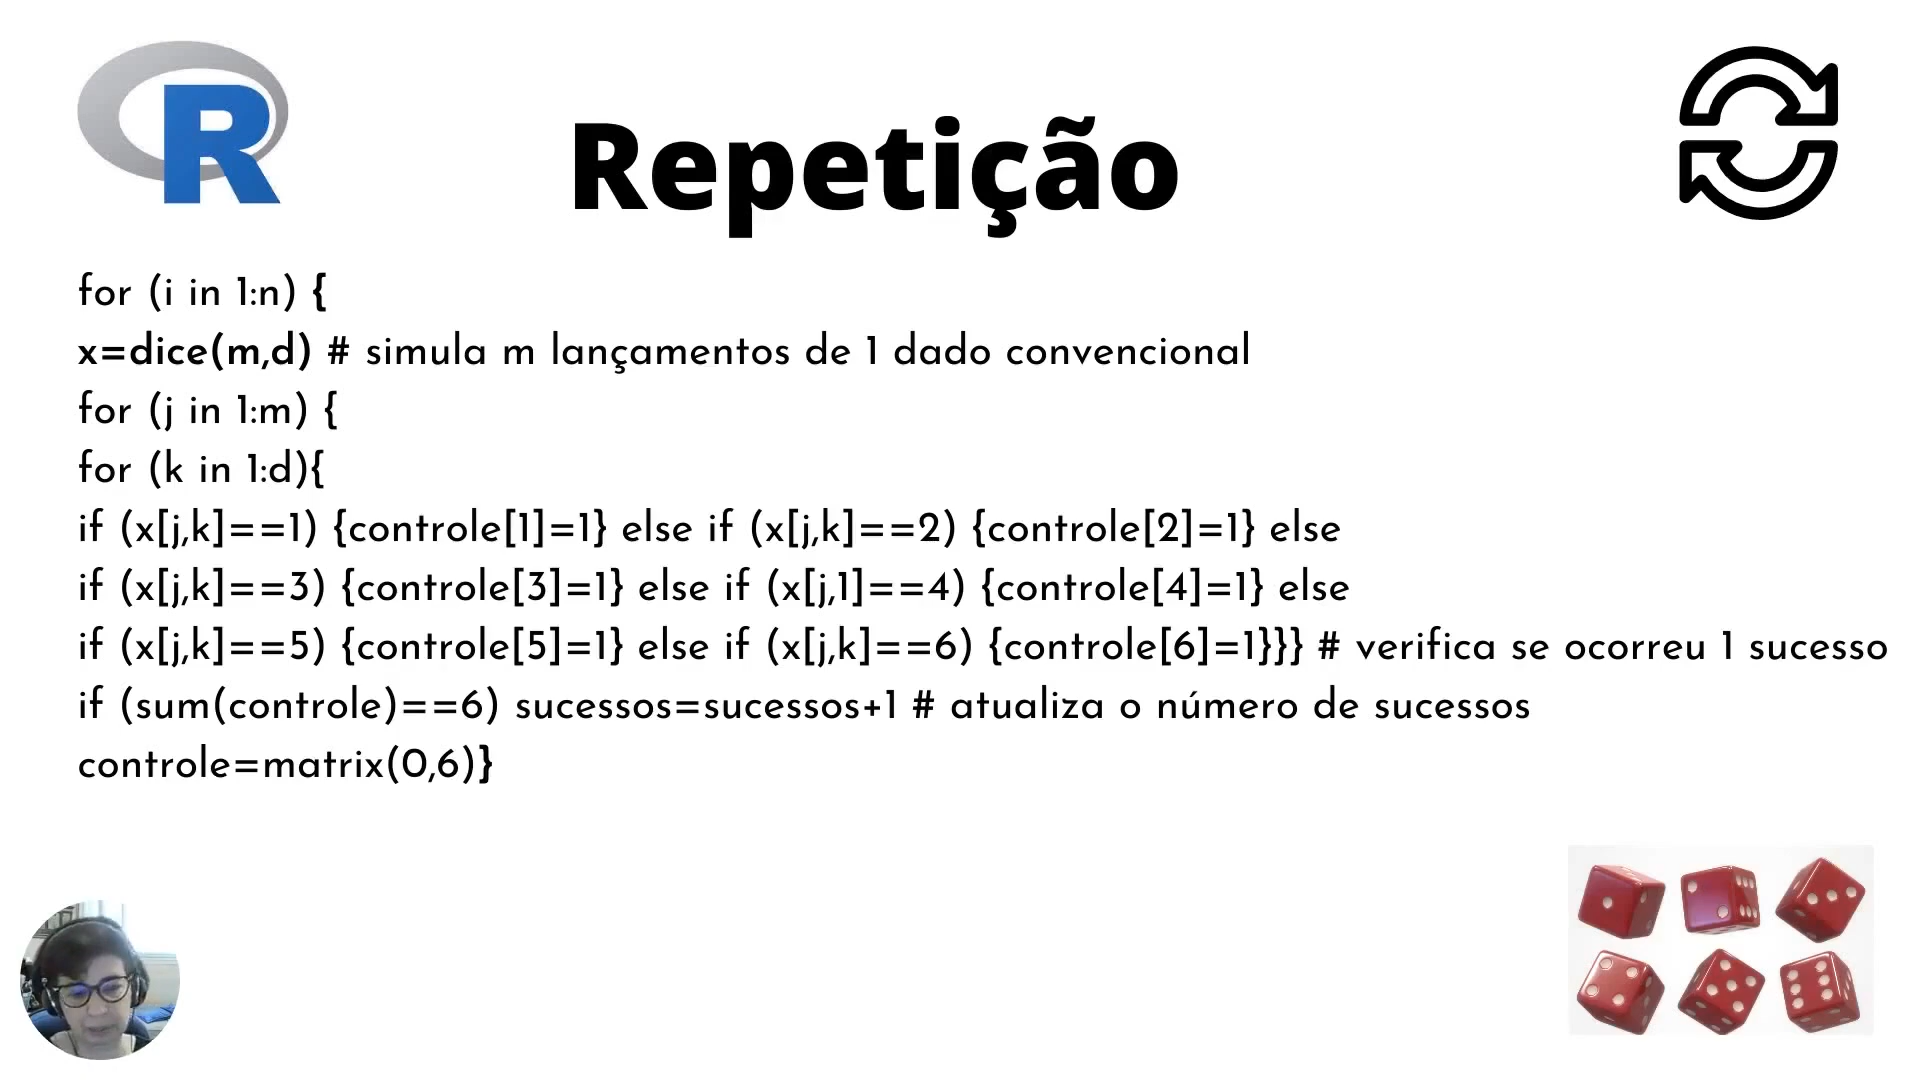 R
Repetição
for (i in 1:n) {
x=dice(m,d) # simula m lançamentos de 1 dado convencional
for (j in 1:m) {
for (k in 1:d){
if (x[j,k]==1) {controle[1]=1} else if (x[j,k]==2) {controle[2]=1} else
if (x[j,k]==3) {controle[3]=1} else if (x[j,1]==4) {controle[4]=1} else
if (x[j,k]==5) {controle[5]=1} else if (x[j,k]==6) {controle[6]=1}}} # verifica se ocorreu 1 sucesso
if (sum(controle)==6) sucessos=sucessos+1 # atualiza o número de sucessos
controle=matrix(0,6)}